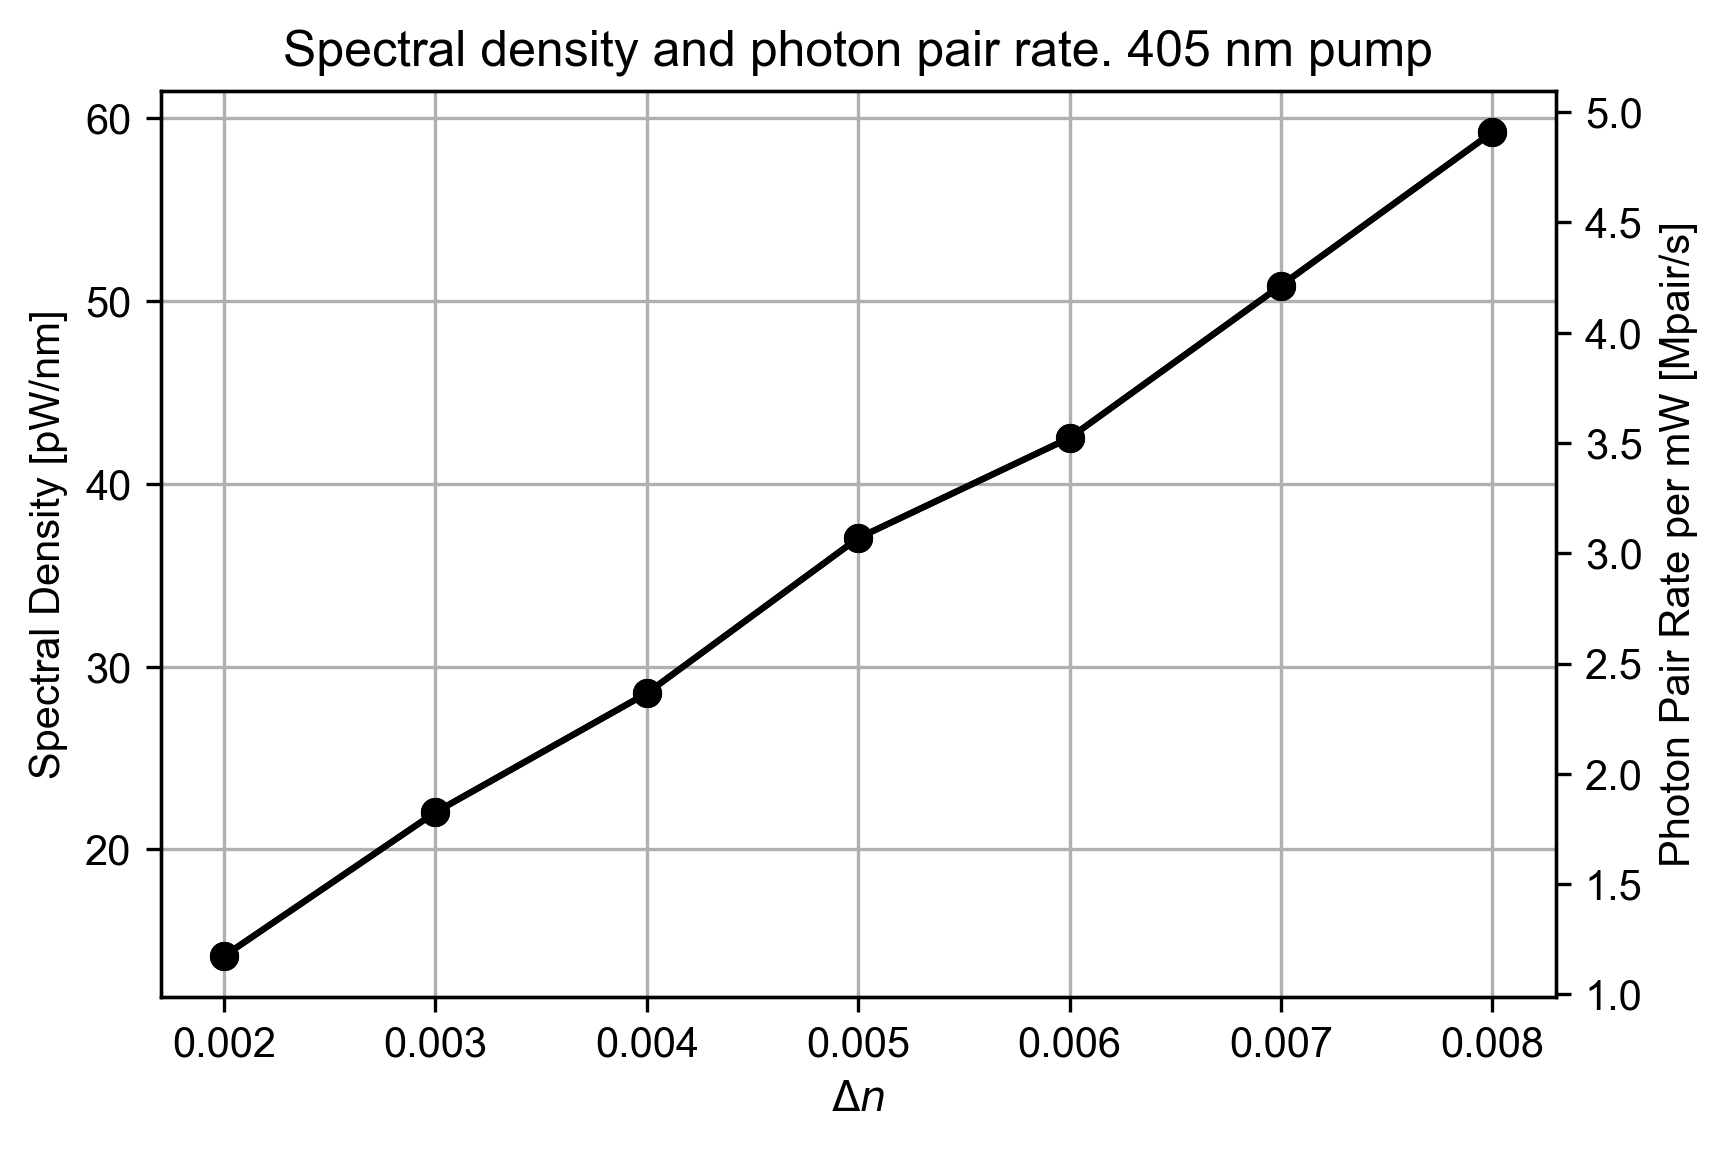 Spectral density and photon pair rate. 405 nm pump
Spectral Density [pW/nm]
60
50
40
30
20
5.0
4.5
4.0
3.5
3.0
2.5
2.0
1.5
1.0
Photon Pair Rate per mW [Mpair/s]
0.002 0.003 0.004 0.005 0.006 0.007 0.008
Δn